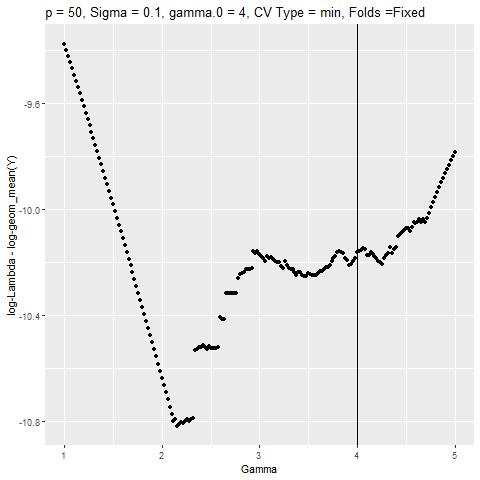 p = 50, Sigma = 0.1, gamma.0 = 4, CV Type = min, Folds =Fixed
log-Lambda - log-geom_mean(Y)
-9.6
-10.0
-10.4
-10.8
1 2 3 4 5
Gamma